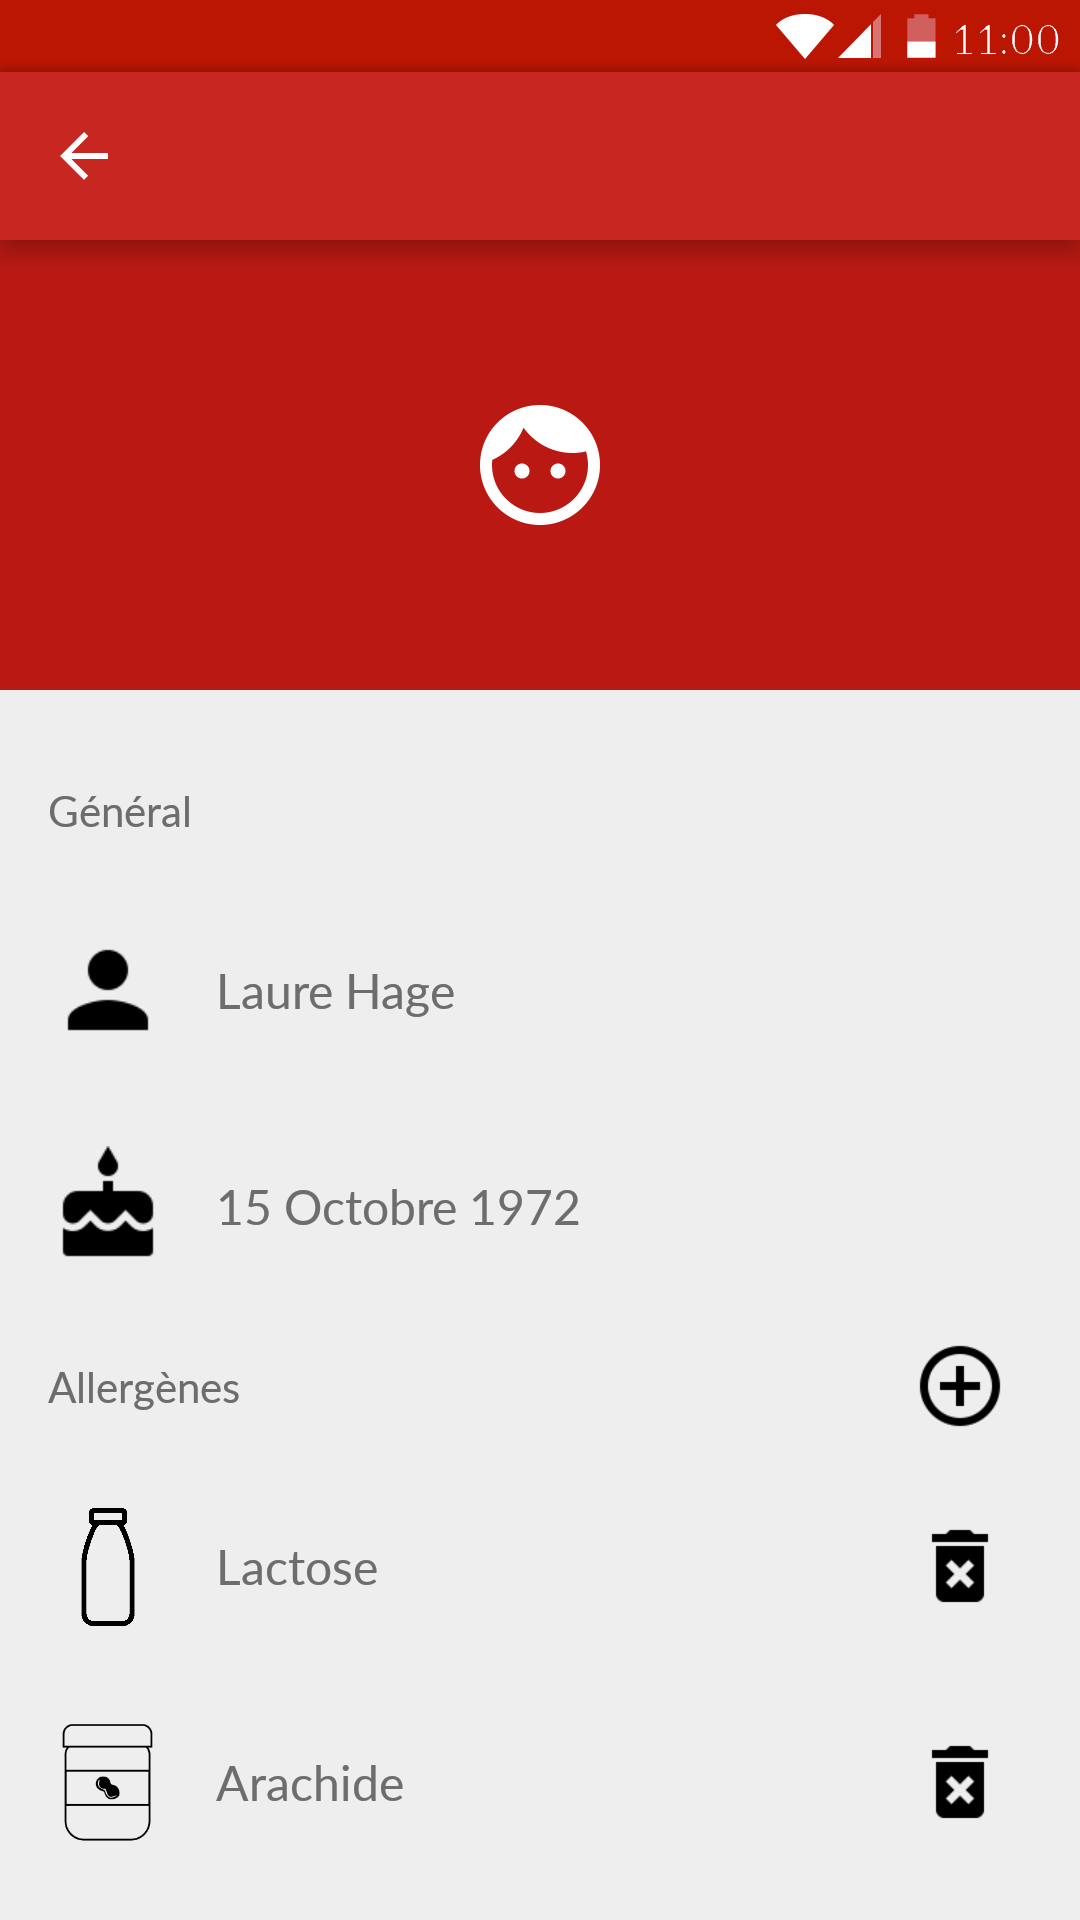 11:00
Général
Laure Hage
15 Octobre 1972
Allergènes
Lactose
Arachide